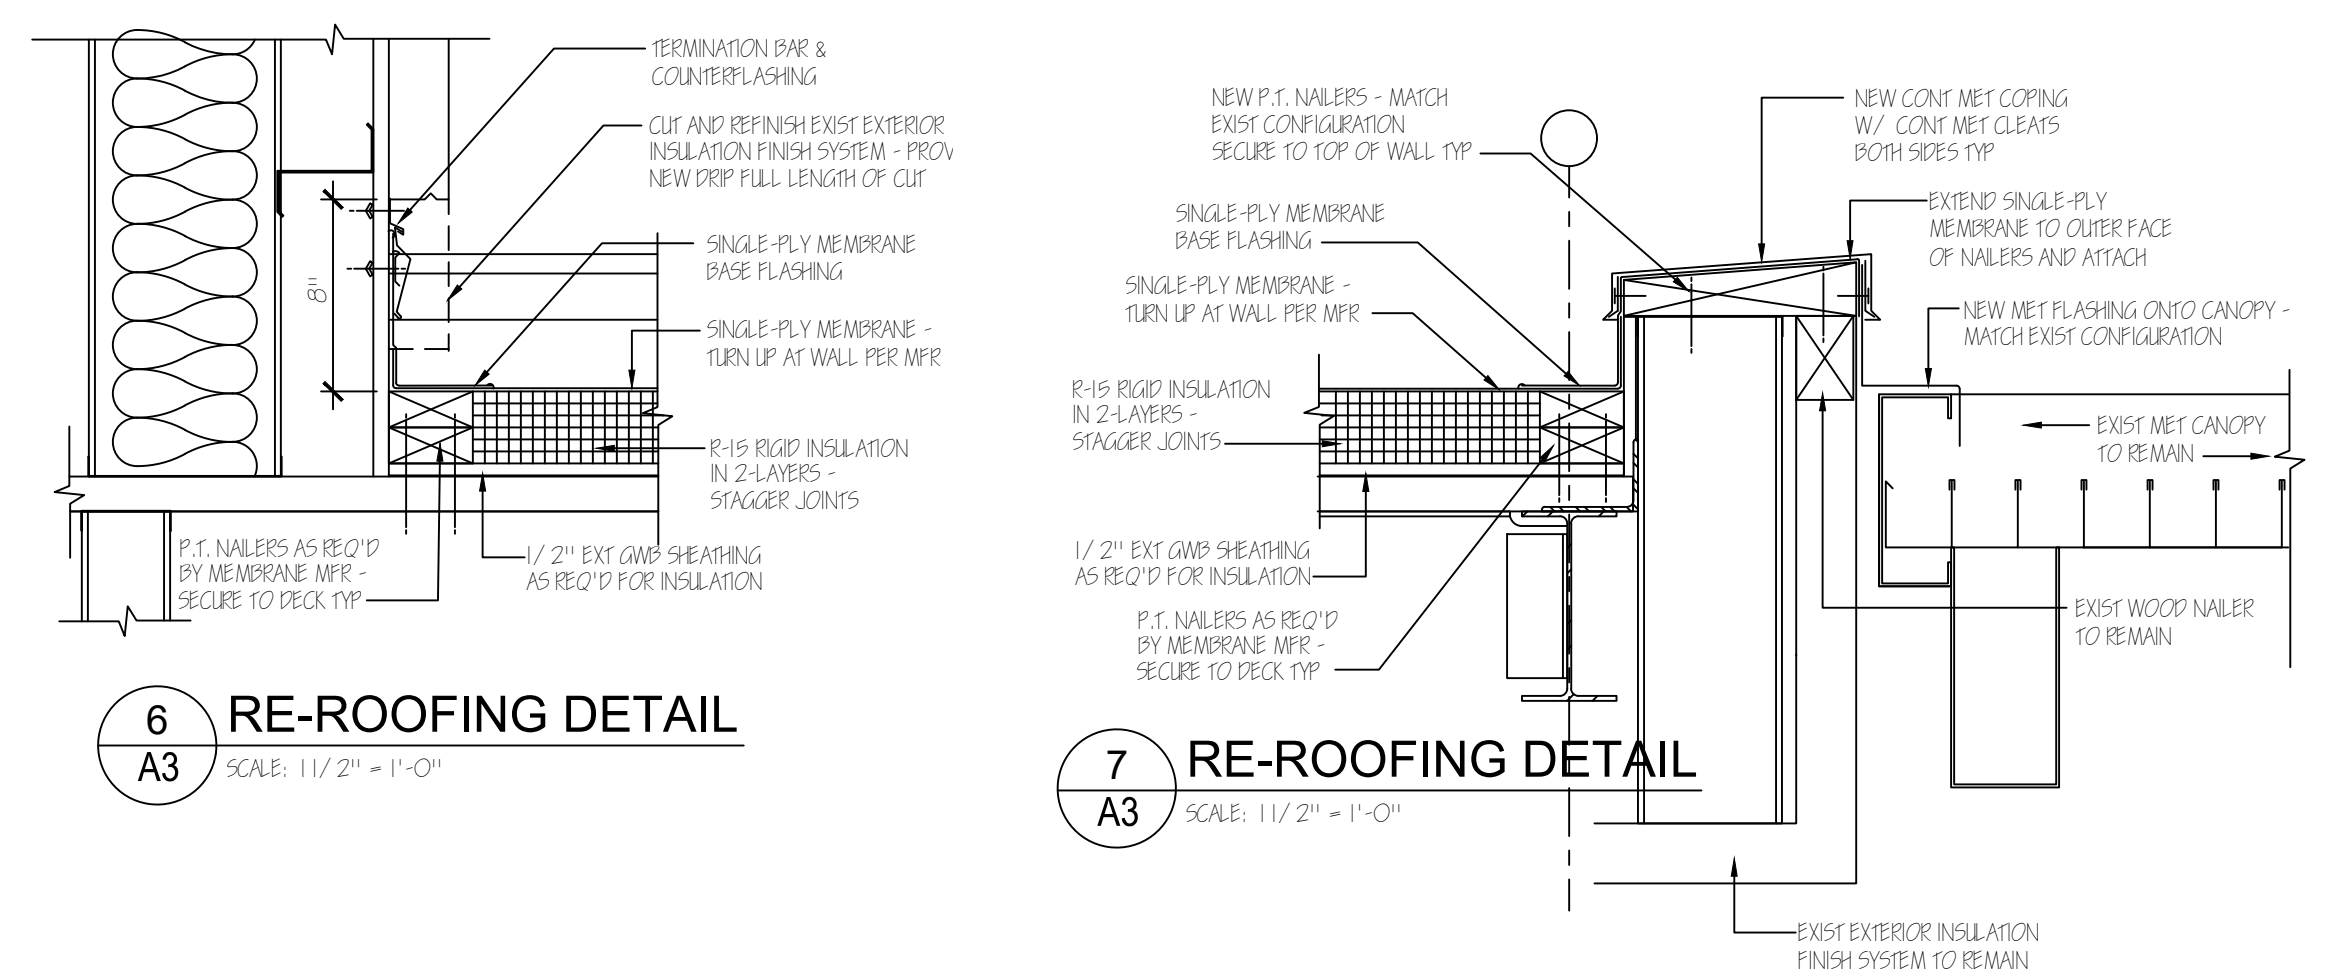 TERMINATION BAR &
COUNTERFLASHING
CUT AND REFINISH EXIST EXTERIOR
INSULATION FINISH SYSTEM - PROV
NEW DRIP FULL LENGTH OF CUT
8"
SINGLE-PLY MEMBRANE
BASE FLASHING
SINGLE-PLY MEMBRANE -
TURN UP AT WALL PER MFR
R-15 RIGID INSULATION
IN 2-LAYERS -
STAGGER JOINTS
P.T. NAILERS AS REQ'D
BY MEMBRANE MFR -
SECURE TO DECK TYP
1/2" EXT GWB SHEATHING
AS REQ'D FOR INSULATION
6
A3
RE-ROOFING DETAIL
SCALE: 1 1/2" = 1'-0"
NEW P.T. NAILERS - MATCH
EXIST CONFIGURATION
SECURE TO TOP OF WALL TYP
SINGLE-PLY MEMBRANE
BASE FLASHING
SINGLE-PLY MEMBRANE -
TURN UP AT WALL PER MFR
R-15 RIGID INSULATION
IN 2-LAYERS -
STAGGER JOINTS
1/2" EXT GWB SHEATHING
AS REQ'D FOR INSULATION
P.T. NAILERS AS REQ'D
BY MEMBRANE MFR -
SECURE TO DECK TYP
NEW CONT MET COPING
W/ CONT MET CLEATS
BOTH SIDES TYP
EXTEND SINGLE-PLY
MEMBRANE TO OUTER FACE
OF NAILERS AND ATTACH
NEW MET FLASHING ONTO CANOPY -
MATCH EXIST CONFIGURATION
EXIST MET CANOPY
TO REMAIN
EXIST WOOD NAILER
TO REMAIN
7
A3
RE-ROOFING DETAIL
SCALE: 1 1/2" = 1'-0"
EXIST EXTERIOR INSULATION
FINISH SYSTEM TO REMAIN